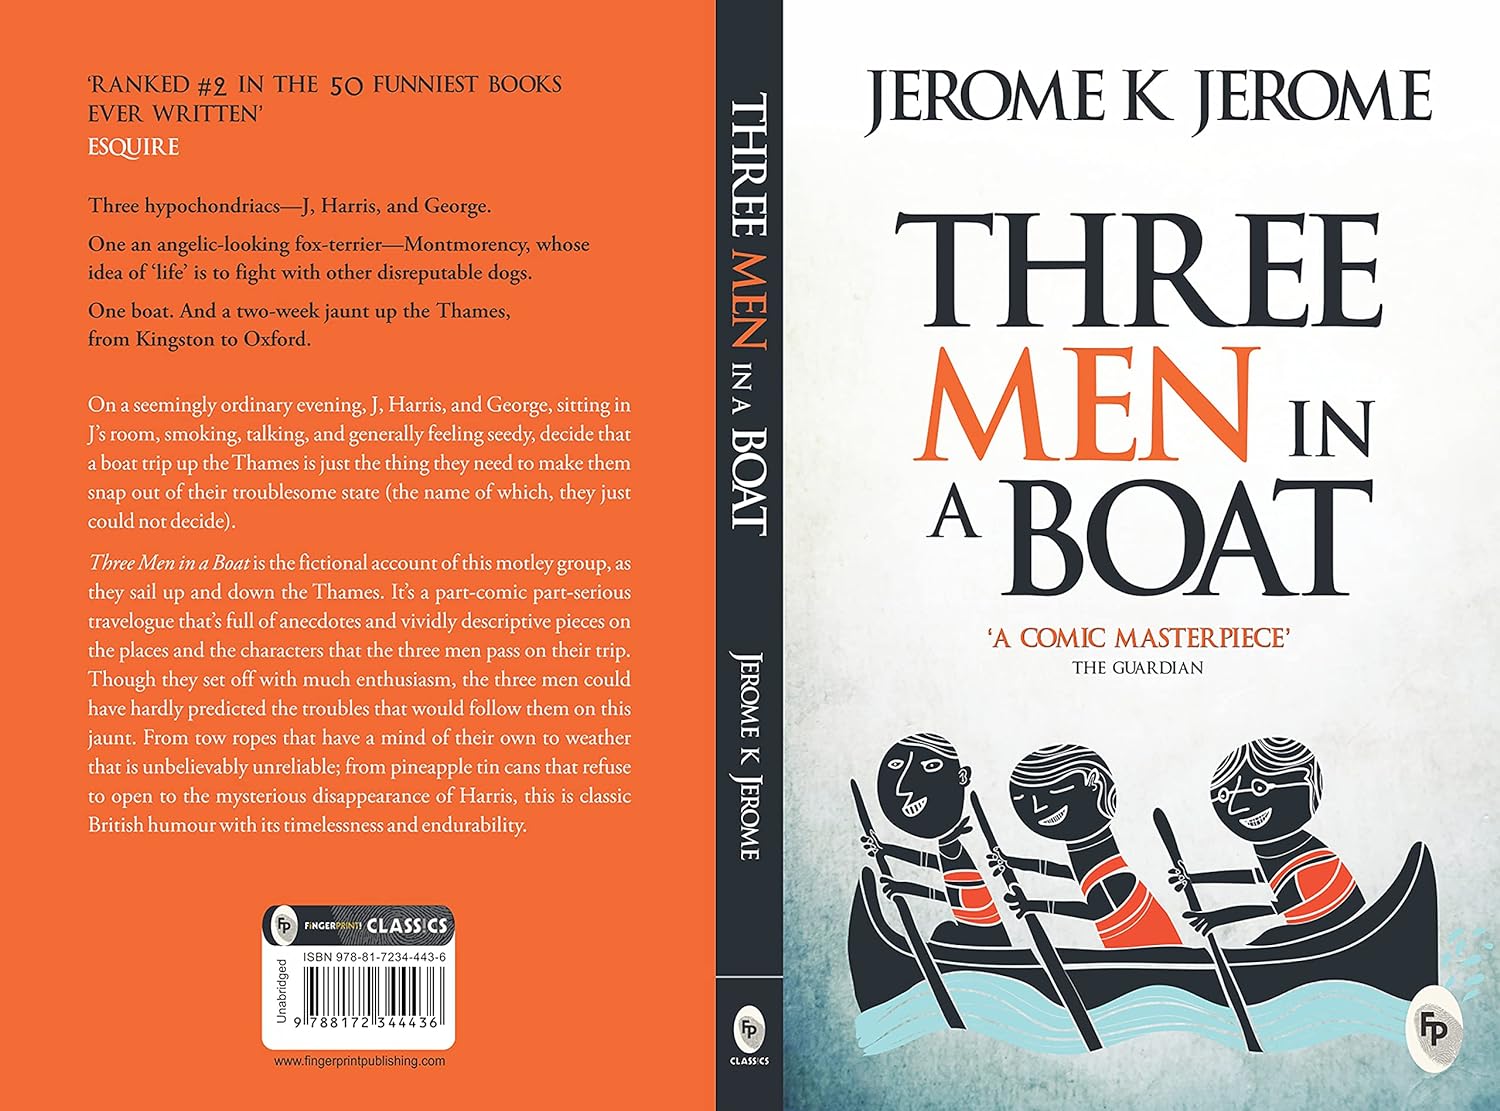 ‘RANKED #2 IN THE 50 FUNNIEST BOOKS
EVER WRITTEN’
ESQUIRE
Three hypochondriacs—J, Harris, and George.
One an angelic-looking fox-terrier—Montmorency, whose
idea of ‘life’ is to fight with other disreputable dogs.
One boat. And a two-week jaunt up the Thames,
from Kingston to Oxford.
On a seemingly ordinary evening, J, Harris, and George, sitting in
J’s room, smoking, talking, and generally feeling seedy, decide that
a boat trip up the Thames is just the thing they need to make them
snap out of their troublesome state (the name of which, they just
could not decide).
Three Men in a Boat is the fictional account of this motley group, as
they sail up and down the Thames. It’s a part-comic part-serious
travelogue that’s full of anecdotes and vividly descriptive pieces on
the places and the characters that the three men pass on their trip.
Though they set off with much enthusiasm, the three men could
have hardly predicted the troubles that would follow them on this
jaunt. From tow ropes that have a mind of their own to weather
that is unbelievably unreliable; from pineapple tin cans that refuse
to open to the mysterious disappearance of Harris, this is classic
British humour with its timelessness and endurability.
FP FiNGERPRINT! CLASS!CS
ISBN 978-81-7234-443-6
Unabridged
9 788172 344436
www.fingerprintpublishing.com
THREE MEN IN A BOAT
JEROME K JEROME
FP
CLASS!CS
JEROME K JEROME
THREE
MEN IN
A BOAT
‘A COMIC MASTERPIECE’
THE GUARDIAN
FP